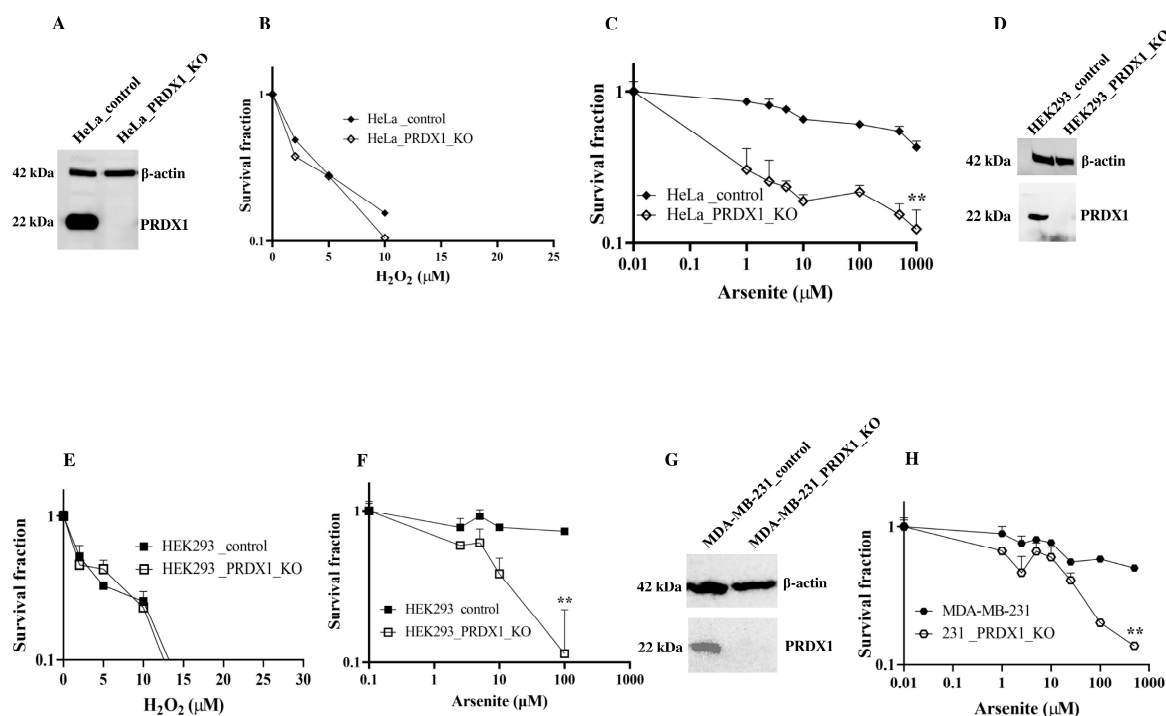 A
HeLa_control
HeLa_PRDX1_KO
42 kDa
β-actin
22 kDa
PRDX1
B
Survival fraction
1
0.1
HeLa _control
HeLa_PRDX1_KO
0 5 10 15 20 25
H₂O₂ (μM)
C
Survival fraction
1
0.1
HeLa _control
HeLa_PRDX1_KO
**
0.01 0.1 1 10 100 1000
Arsenite (μM)
D
HEK293_control
HEK293_PRDX1_KO
42 kDa
β-actin
22 kDa
PRDX1
E
Survival fraction
1
0.1
HEK293 _control
HEK293 _PRDX1_KO
0 5 10 15 20 25 30
H₂O₂ (μM)
F
Survival fraction
1
0.1
HEK293 control
HEK293_PRDX1_KO
**
0.1 1 10 100 1000
Arsenite (μM)
G
MDA-MB-231_control
MDA-MB-231_PRDX1_KO
42 kDa
β-actin
22 kDa
PRDX1
H
Survival fraction
1
0.1
MDA-MB-231
231 _PRDX1_KO
**
0.01 0.1 1 10 100 1000
Arsenite (μM)